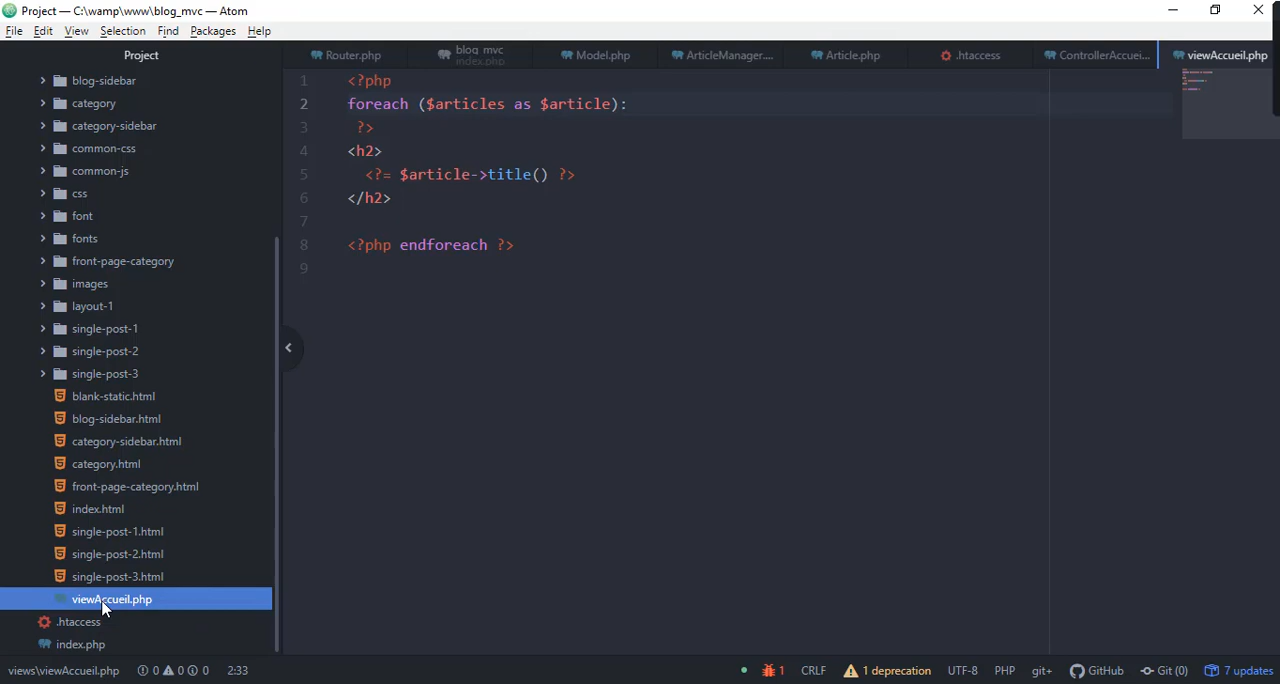 Project — C:\wamp\www\blog_mvc — Atom
File Edit View Selection Find Packages Help
Project
Router.php
blog_mvc
index.php
Model.php
ArticleManager....
Article.php
.htaccess
ControllerAccuei...
viewAccueil.php
blog-sidebar
category
category-sidebar
common-css
common-js
css
font
fonts
front-page-category
images
layout-1
single-post-1
single-post-2
single-post-3
blank-static.html
blog-sidebar.html
category-sidebar.html
category.html
front-page-category.html
index.html
single-post-1.html
single-post-2.html
single-post-3.html
viewAccueil.php
.htaccess
index.php
1 <?php
2 foreach ($articles as $article):
3 ?>
4 <h2>
5 <?= $article->title() ?>
6 </h2>
7
8 <?php endforeach ?>
9
views\viewAccueil.php 0 0 0 2:33 1 CRLF 1 deprecation UTF-8 PHP git+ GitHub Git (0) 7 updates